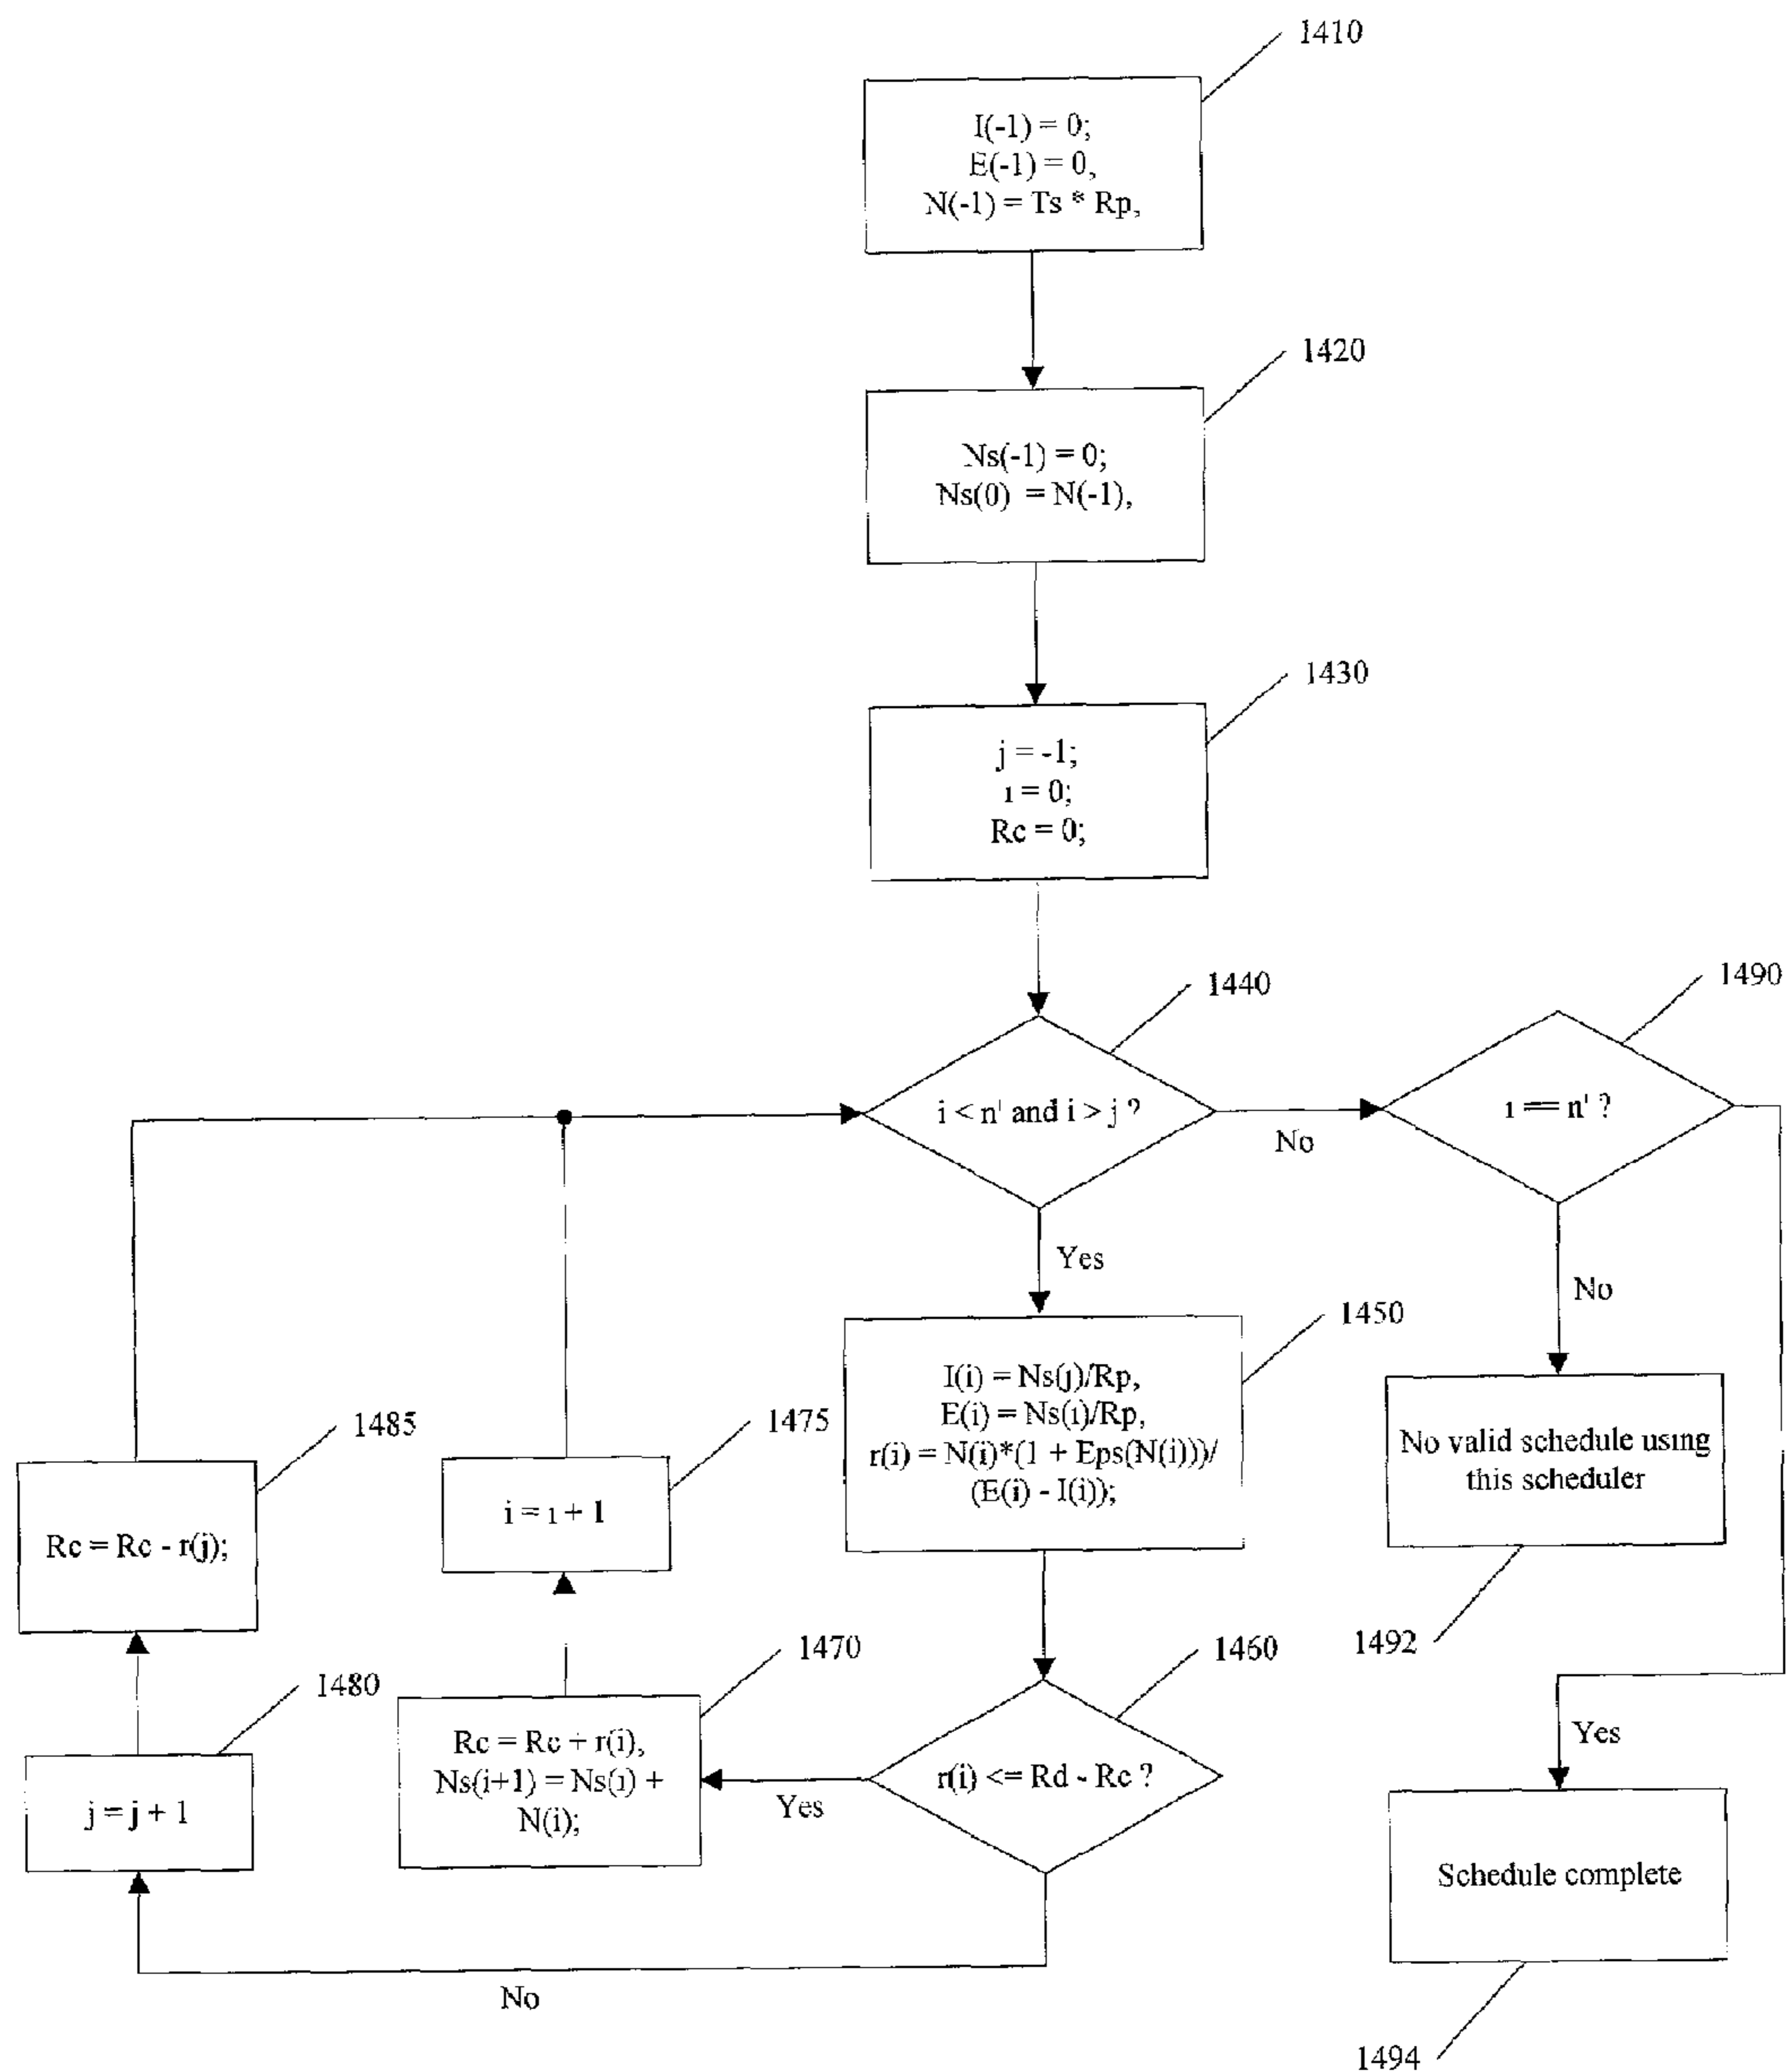 1410
I(-1) = 0;
E(-1) = 0,
N(-1) = Ts * Rp,
1420
Ns(-1) = 0;
Ns(0) = N(-1),
1430
j = -1;
ı = 0;
Rc = 0;
1440
i < n' and i > j ?
No
Yes
1490
ı == n' ?
No
Yes
1450
I(i) = Ns(j)/Rp,
E(i) = Ns(ı)/Rp,
r(i) = N(i)*(1 + Eps(N(i)))/
(E(i) - I(i));
1492
No valid schedule using
this scheduler
1485
Rc = Rc - r(j);
1475
i = ı + 1
1480
j = j + 1
1470
Rc = Rc + r(i),
Ns(i+1) = Ns(ı) +
N(i);
1460
r(i) <= Rd - Rc ?
Yes
No
Schedule complete
1494